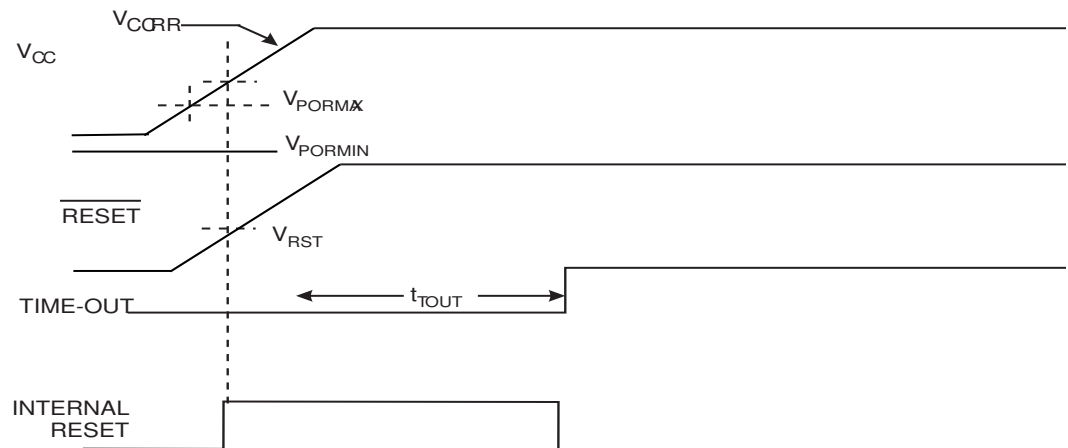 VCCRR
VCC
VPORMAX
VPORMIN
RESET
VRST
TIME-OUT
tTOUT
INTERNAL
RESET